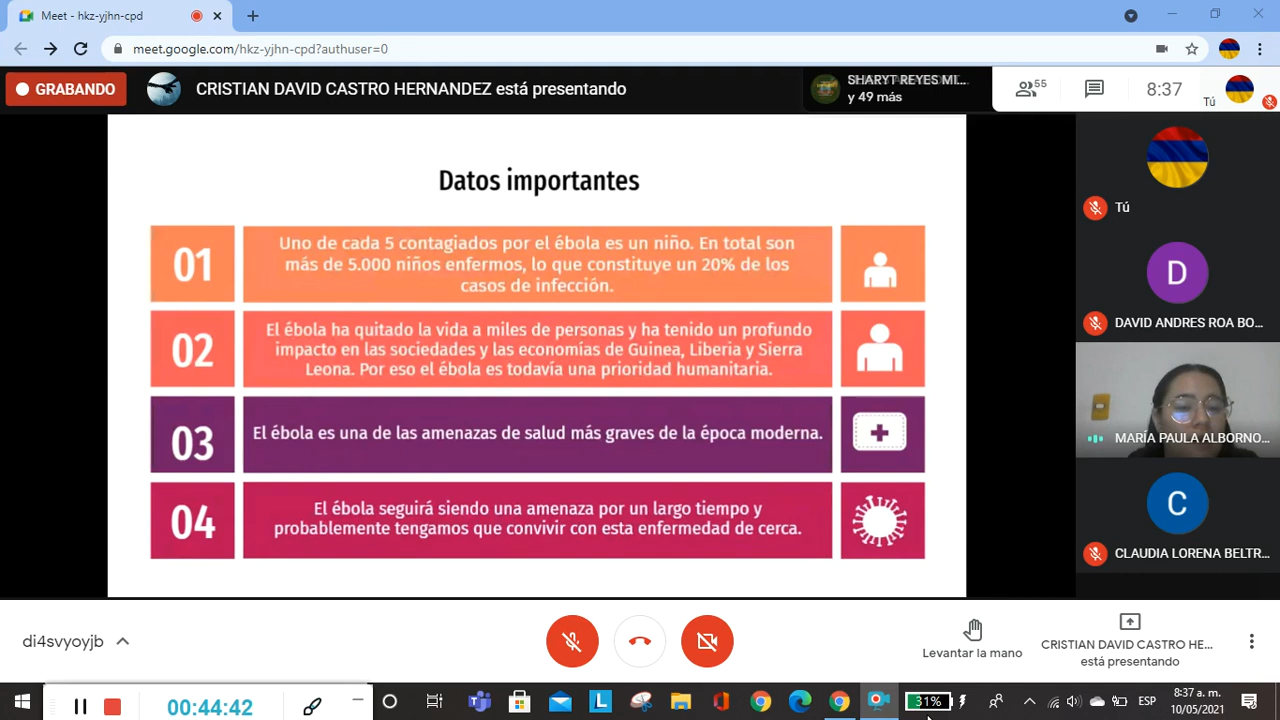 Meet - hkz-yjhn-cpd
meet.google.com/hkz-yjhn-cpd?authuser=0
GRABANDO
CRISTIAN DAVID CASTRO HERNANDEZ está presentando
SHARYT REYES MI...
y 49 más
55
8:37
Tú
Datos importantes
01
Uno de cada 5 contagiados por el ébola es un niño. En total son
más de 5.000 niños enfermos, lo que constituye un 20% de los
casos de infección.
02
El ébola ha quitado la vida a miles de personas y ha tenido un profundo
impacto en las sociedades y las economías de Guinea, Liberia y Sierra
Leona. Por eso el ébola es todavía una prioridad humanitaria.
03
El ébola es una de las amenazas de salud más graves de la época moderna.
04
El ébola seguirá siendo una amenaza por un largo tiempo y
probablemente tengamos que convivir con esta enfermedad de cerca.
Tú
D
DAVID ANDRES ROA BO...
MARÍA PAULA ALBORNO...
C
CLAUDIA LORENA BELTR...
di4svyoyjb
Levantar la mano
CRISTIAN DAVID CASTRO HE...
está presentando
00:44:42
L
31%
ESP
8:37 a. m.
10/05/2021